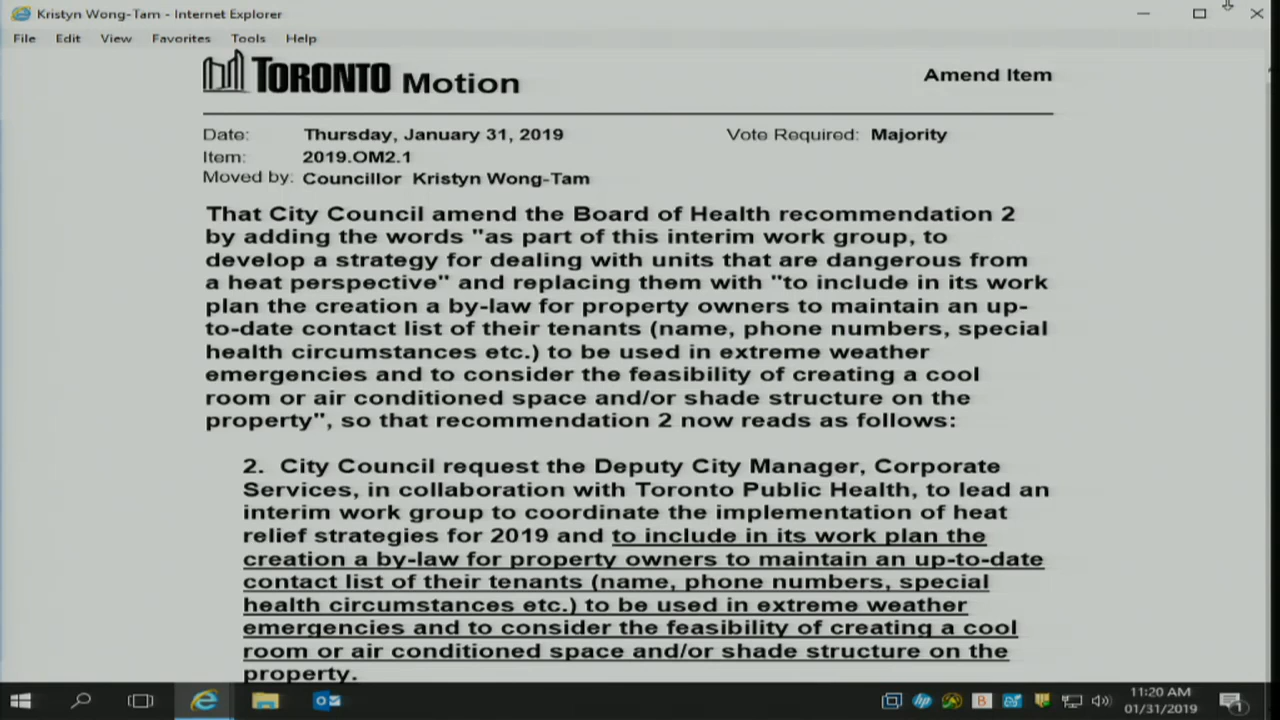 Kristyn Wong-Tam - Internet Explorer
File Edit View Favorites Tools Help
TORONTO Motion
Amend Item
Date: Thursday, January 31, 2019 Vote Required: Majority
Item: 2019.OM2.1
Moved by: Councillor Kristyn Wong-Tam
That City Council amend the Board of Health recommendation 2
by adding the words "as part of this interim work group, to
develop a strategy for dealing with units that are dangerous from
a heat perspective" and replacing them with "to include in its work
plan the creation a by-law for property owners to maintain an up-
to-date contact list of their tenants (name, phone numbers, special
health circumstances etc.) to be used in extreme weather
emergencies and to consider the feasibility of creating a cool
room or air conditioned space and/or shade structure on the
property", so that recommendation 2 now reads as follows:
2. City Council request the Deputy City Manager, Corporate
Services, in collaboration with Toronto Public Health, to lead an
interim work group to coordinate the implementation of heat
relief strategies for 2019 and to include in its work plan the
creation a by-law for property owners to maintain an up-to-date
contact list of their tenants (name, phone numbers, special
health circumstances etc.) to be used in extreme weather
emergencies and to consider the feasibility of creating a cool
room or air conditioned space and/or shade structure on the
property.
11:20 AM
01/31/2019